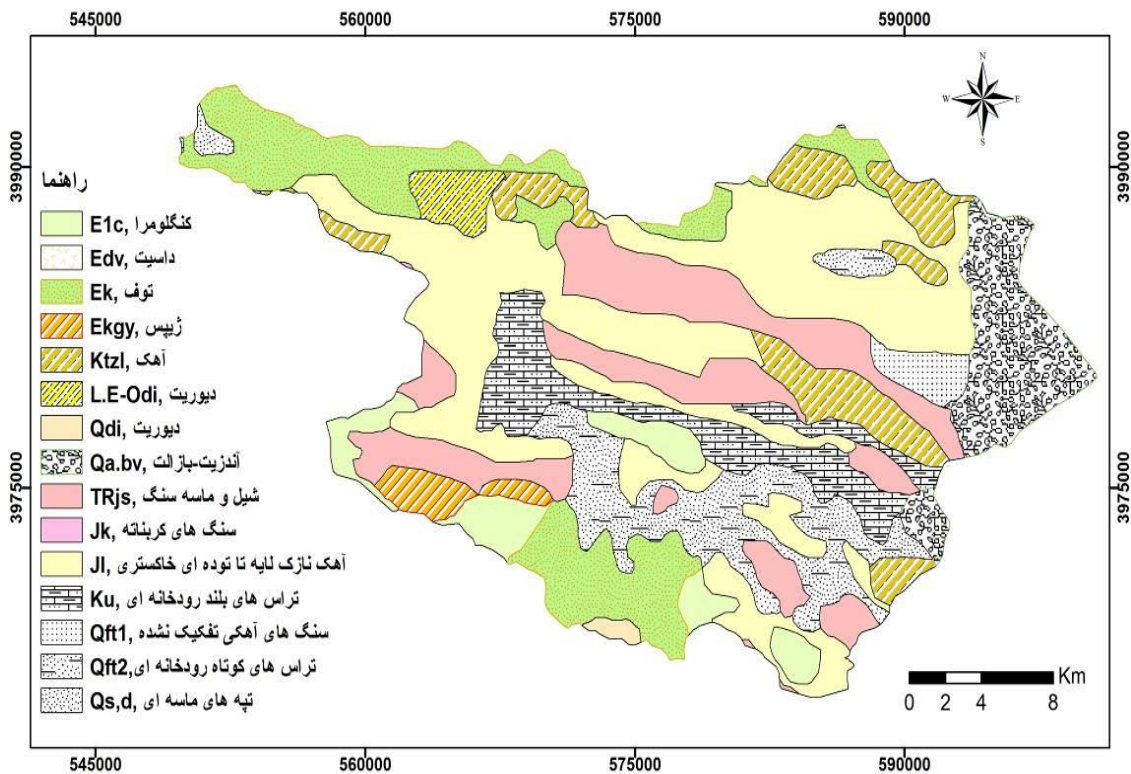 545000 560000 575000 590000
N
W E
S
3990000 3990000
راهنما
E1c, کنگلومرا
Edv, داسیت
Ek, توف
Ekgy, ژیپس
Ktzl, آهک
L.E-Odi, دیوریت
Qdi, دیوریت
Qa.bv, آندزیت-بازالت
TRjs, شیل و ماسه سنگ
Jk, سنگ های کربناته
Jl, آهک نازک لایه تا توده ای خاکستری
Ku, تراس های بلند رودخانه ای
Qft1, سنگ های آهکی تفکیک نشده
Qft2, تراس های کوتاه رودخانه ای
Qs,d, تپه های ماسه ای
3975000 3975000
Km
0 2 4 8
545000 560000 575000 590000